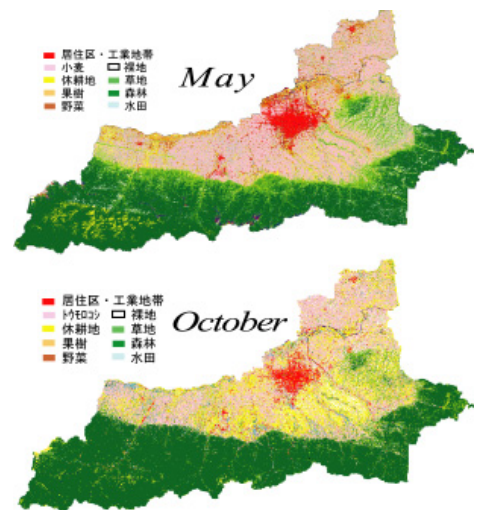 居住区・工業地帯
小麦 裸地
休耕地 草地
果樹 森林
野菜 水田
May
居住区・工業地帯
ﾄｳﾓﾛｺｼ 裸地
休耕地 草地
果樹 森林
野菜 水田
October